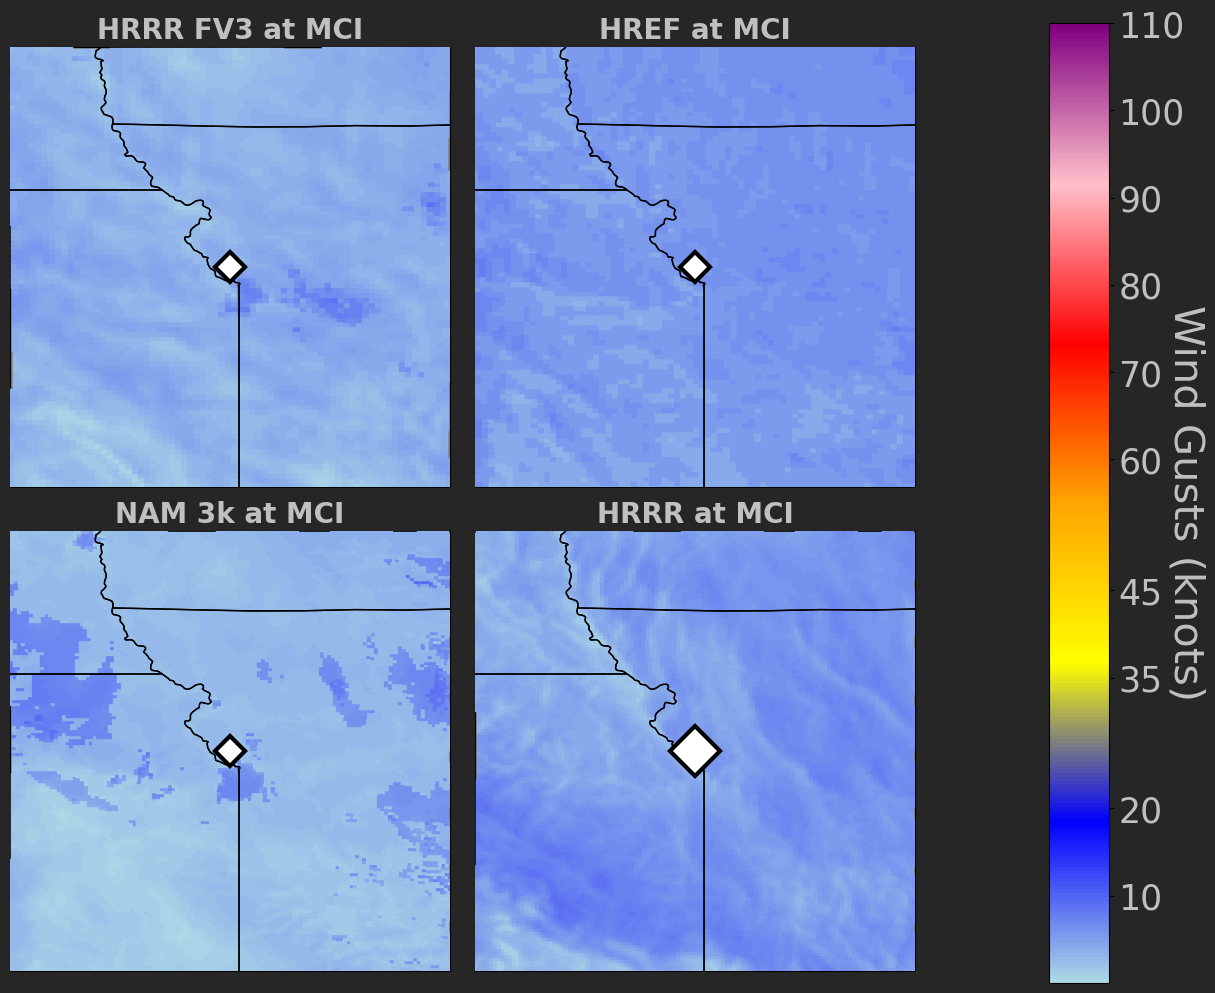 HRRR FV3 at MCI
HREF at MCI
NAM 3k at MCI
HRRR at MCI
110
100
90
80
70
60
45
35
20
10
Wind Gusts (knots)